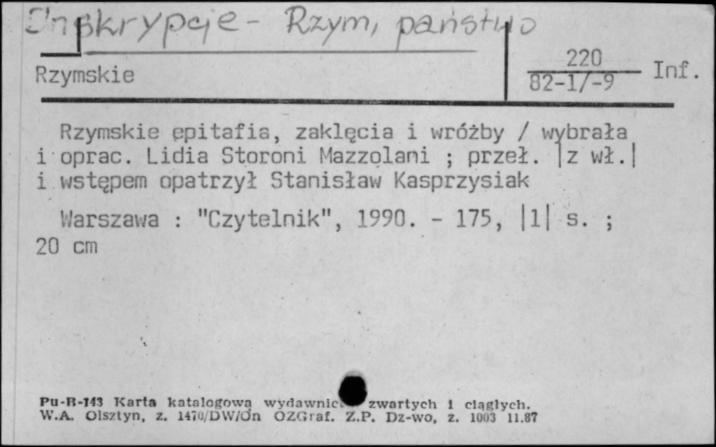 Inskrypcje - Rzym, państwo
Rzymskie
220
82-1/-9
Inf.
Rzymskie epitafia, zaklęcia i wróżby / wybrała
i oprac. Lidia Storoni Mazzolani ; przeł. |z wł.|
i wstępem opatrzył Stanisław Kasprzysiak
Warszawa : "Czytelnik", 1990. - 175, |1| s. ;
20 cm
Pu-B-143 Karta katalogowa zwartych i ciągłych.
W.A. Olsztyn, z. 1470/DW/On OZGraf. Z.P. Dz-wo, z. 1003 11.87